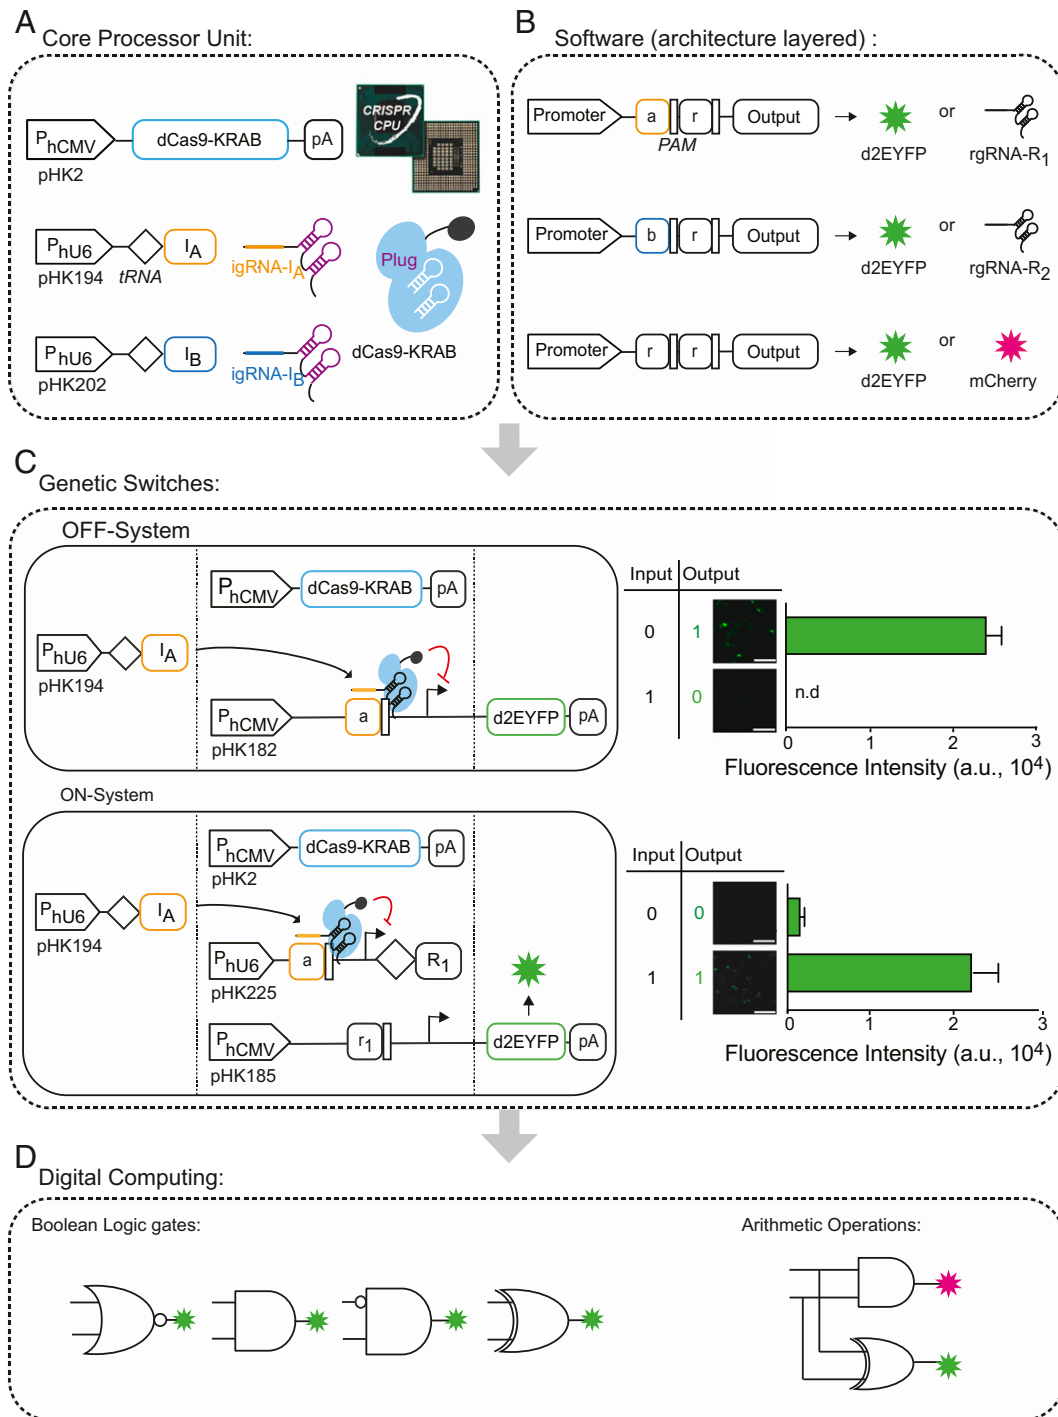 A
Core Processor Unit:
PhCMV
dCas9-KRAB
pA
pHK2
CRISPR
CPU
PhU6
IA
pHK194
tRNA
igRNA-IA
Plug
PhU6
IB
pHK202
igRNA-IB
dCas9-KRAB
B
Software (architecture layered) :
Promoter
a
r
Output
PAM
or
d2EYFP
rgRNA-R1
Promoter
b
r
Output
or
d2EYFP
rgRNA-R2
Promoter
r
r
Output
or
d2EYFP
mCherry
C
Genetic Switches:
OFF-System
PhCMV
dCas9-KRAB
pA
PhU6
IA
pHK194
PhCMV
a
d2EYFP
pA
pHK182
Input
Output
0
1
1
0
n.d
0 1 2 3
Fluorescence Intensity (a.u., 10⁴)
ON-System
PhCMV
dCas9-KRAB
pA
pHK2
PhU6
IA
pHK194
PhU6
a
R1
pHK225
PhCMV
r1
d2EYFP
pA
pHK185
Input
Output
0
0
1
1
0 1 2 3
Fluorescence Intensity (a.u., 10⁴)
D
Digital Computing:
Boolean Logic gates:
Arithmetic Operations: